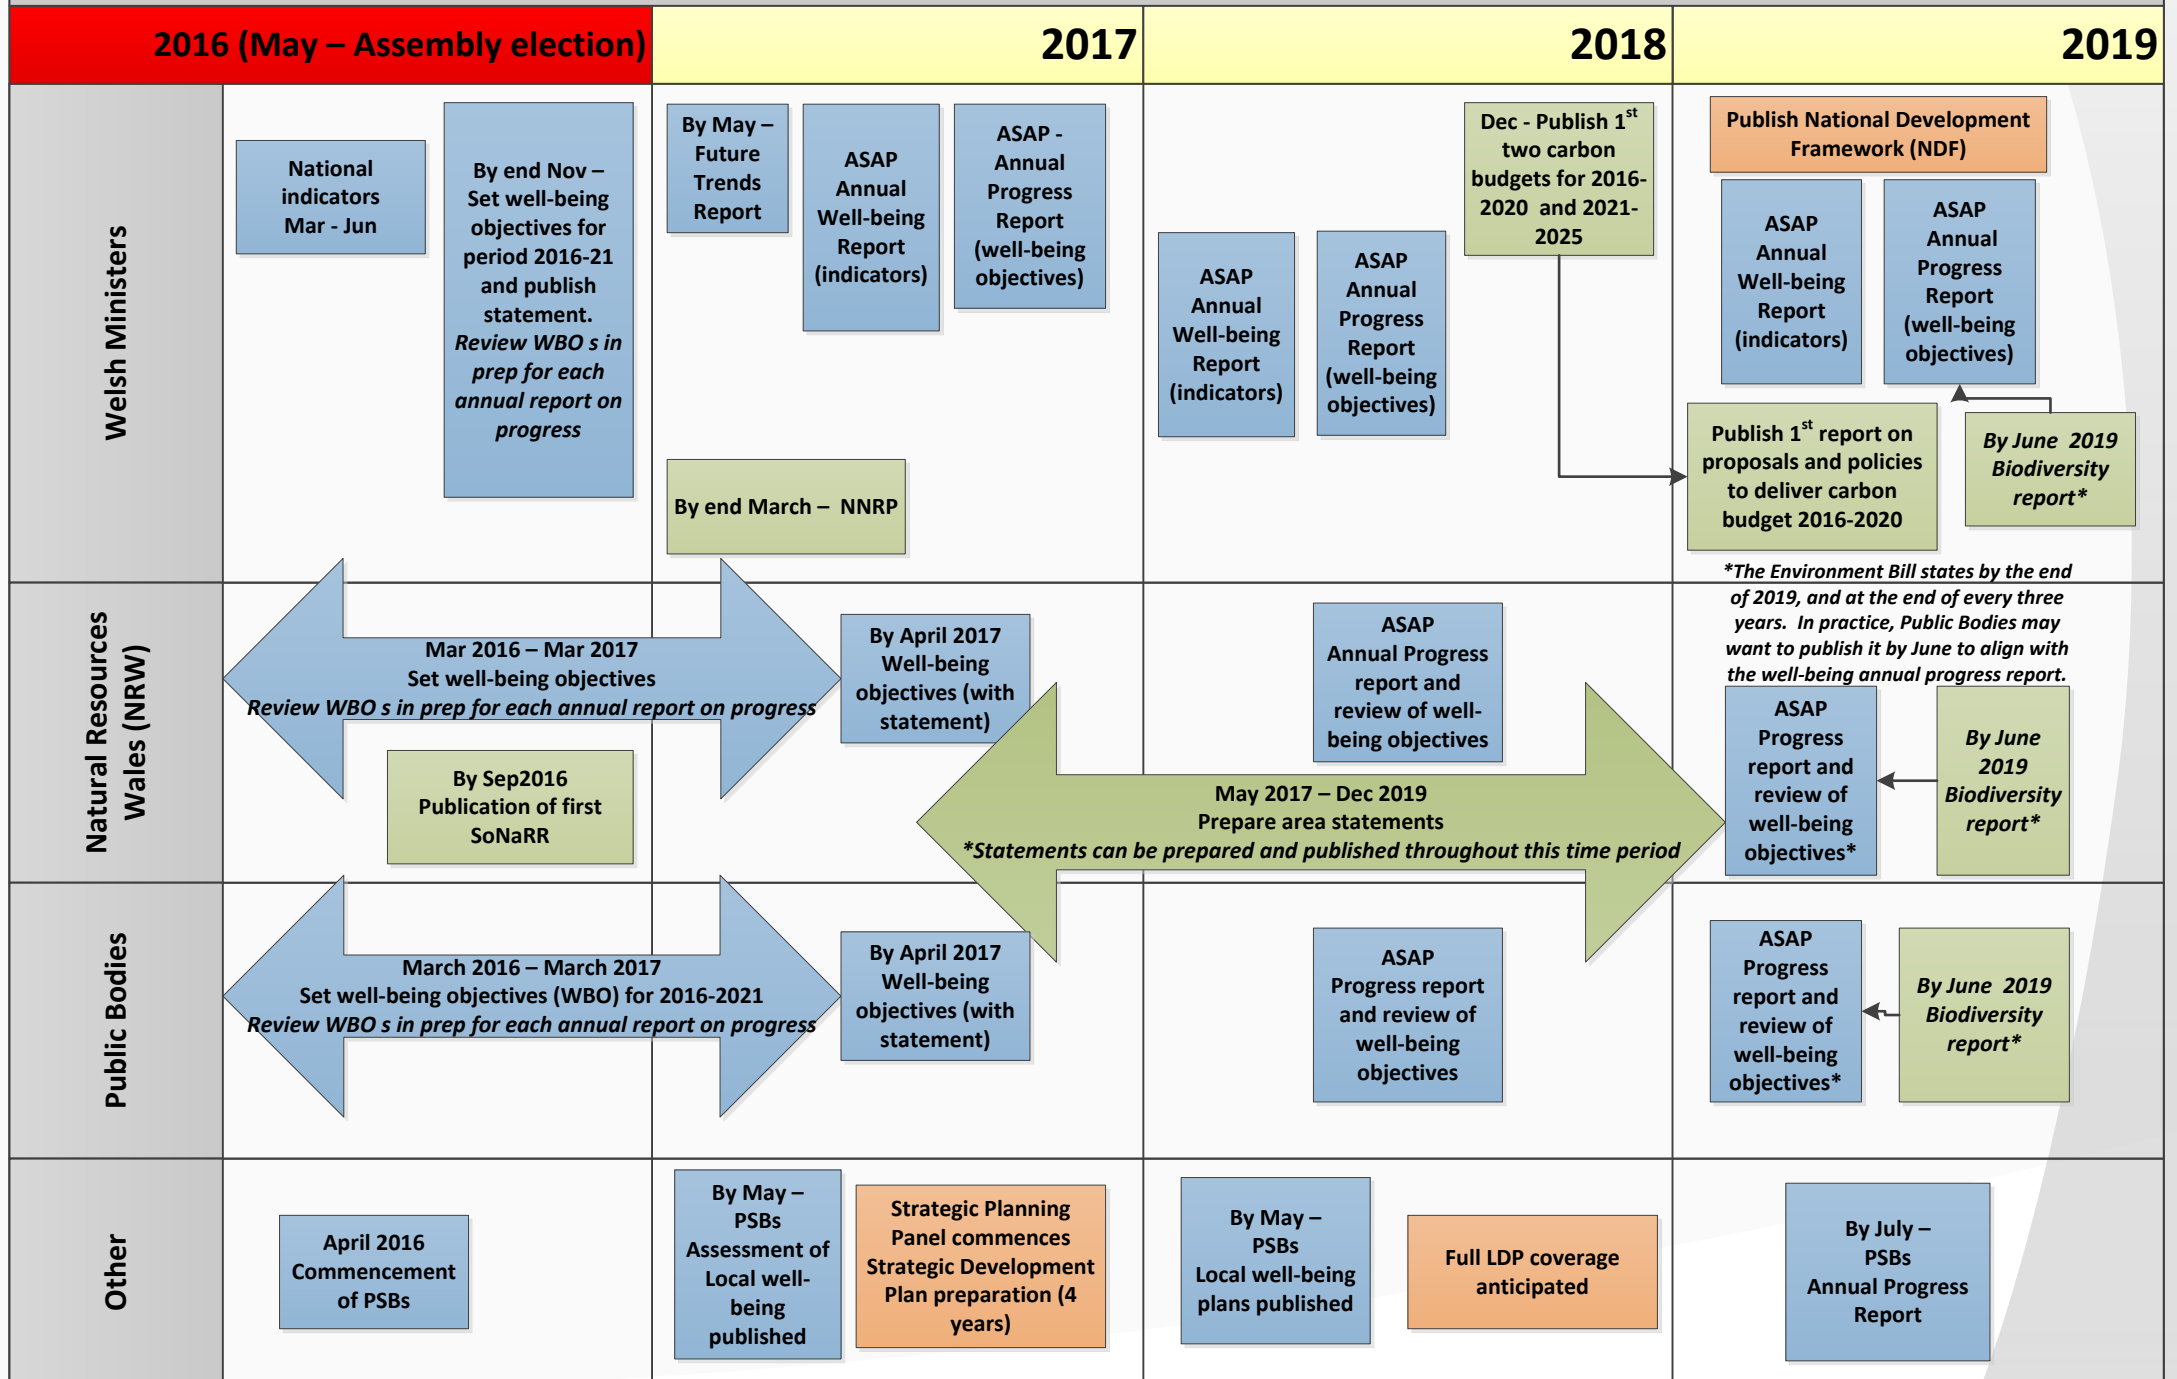 2016 (May – Assembly election)
2017
2018
2019
Welsh Ministers
National
indicators
Mar - Jun
By end Nov –
Set well-being
objectives for
period 2016-21
and publish
statement.
Review WBO s in
prep for each
annual report on
progress
By May –
Future
Trends
Report
ASAP
Annual
Well-being
Report
(indicators)
ASAP -
Annual
Progress
Report
(well-being
objectives)
By end March – NNRP
ASAP
Annual
Well-being
Report
(indicators)
ASAP
Annual
Progress
Report
(well-being
objectives)
Dec - Publish 1st
two carbon
budgets for 2016-
2020 and 2021-
2025
Publish National Development
Framework (NDF)
ASAP
Annual
Well-being
Report
(indicators)
ASAP
Annual
Progress
Report
(well-being
objectives)
Publish 1st report on
proposals and policies
to deliver carbon
budget 2016-2020
By June 2019
Biodiversity
report*
*The Environment Bill states by the end
of 2019, and at the end of every three
years. In practice, Public Bodies may
want to publish it by June to align with
the well-being annual progress report.
Natural Resources
Wales (NRW)
Mar 2016 – Mar 2017
Set well-being objectives
Review WBO s in prep for each annual report on progress
By Sep2016
Publication of first
SoNaRR
By April 2017
Well-being
objectives (with
statement)
ASAP
Annual Progress
report and
review of well-
being objectives
May 2017 – Dec 2019
Prepare area statements
*Statements can be prepared and published throughout this time period
ASAP
Progress
report and
review of
well-being
objectives*
By June
2019
Biodiversity
report*
Public Bodies
March 2016 – March 2017
Set well-being objectives (WBO) for 2016-2021
Review WBO s in prep for each annual report on progress
By April 2017
Well-being
objectives (with
statement)
ASAP
Progress report
and review of
well-being
objectives
ASAP
Progress
report and
review of
well-being
objectives*
By June 2019
Biodiversity
report*
Other
April 2016
Commencement
of PSBs
By May –
PSBs
Assessment of
Local well-
being
published
Strategic Planning
Panel commences
Strategic Development
Plan preparation (4
years)
By May –
PSBs
Local well-being
plans published
Full LDP coverage
anticipated
By July –
PSBs
Annual Progress
Report